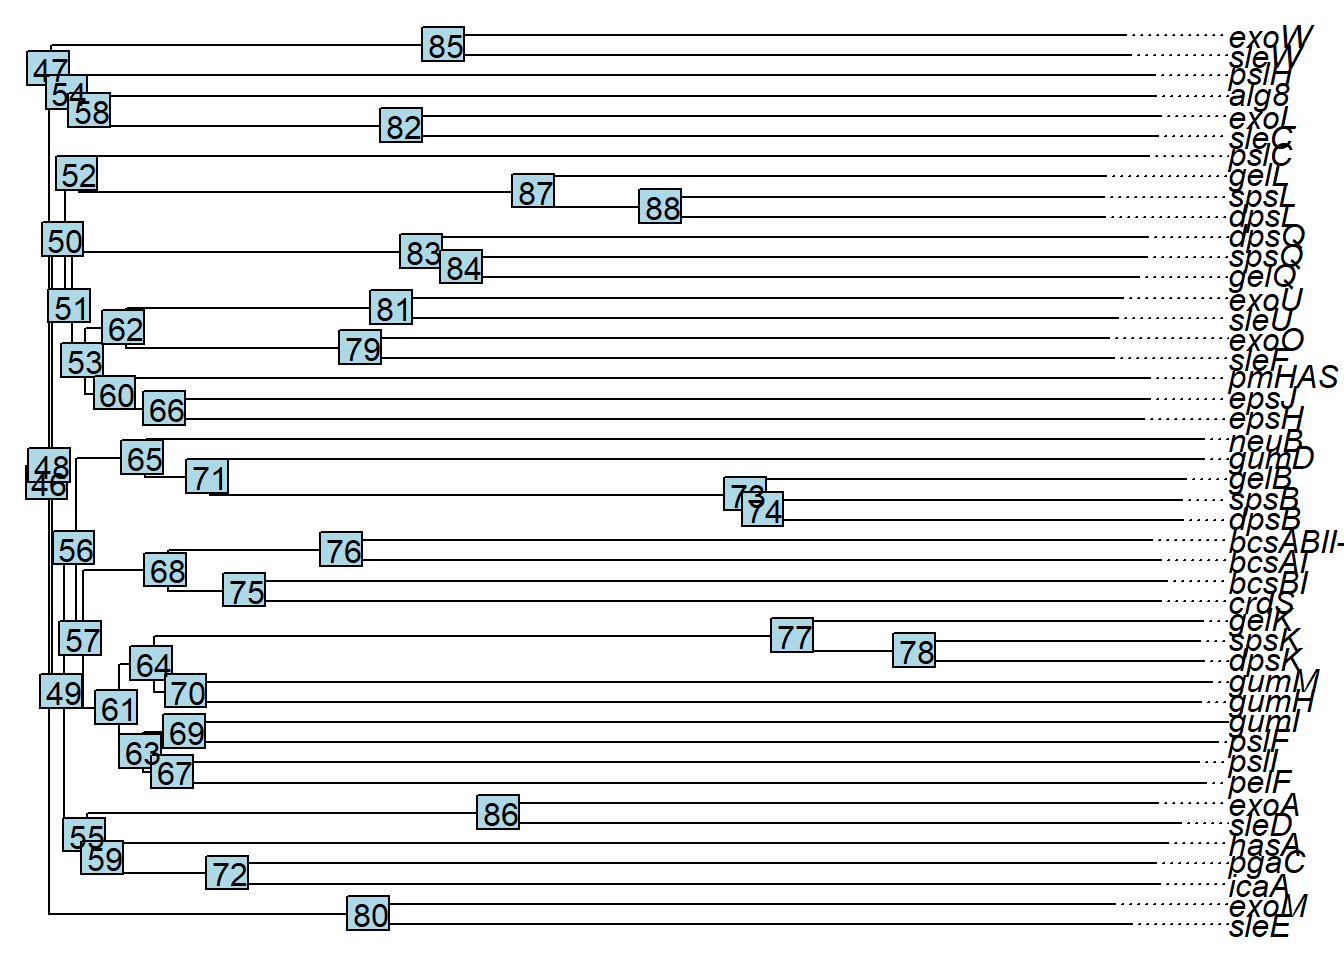 exoW
85
sleW
47
pslH
54
alg8
58
exoL
82
sleC
pslC
52
gelL
87
spsL
88
dpsL
50
dpsQ
83
spsQ
84
gelQ
51
exoU
81
sleU
62
exoO
79
sleF
53
pmHAS
60
epsJ
66
epsH
neuB
65
gumD
48
71
gelB
46
73
spsB
74
dpsB
bcsABII-
56
76
bcsAI
68
bcsBI
75
crdS
gelK
57
77
spsK
78
dpsK
64
gumM
49
70
gumH
61
gumI
69
pslF
63
pslI
67
pelF
exoA
86
sleD
55
hasA
59
pgaC
72
icaA
exoM
80
sleE